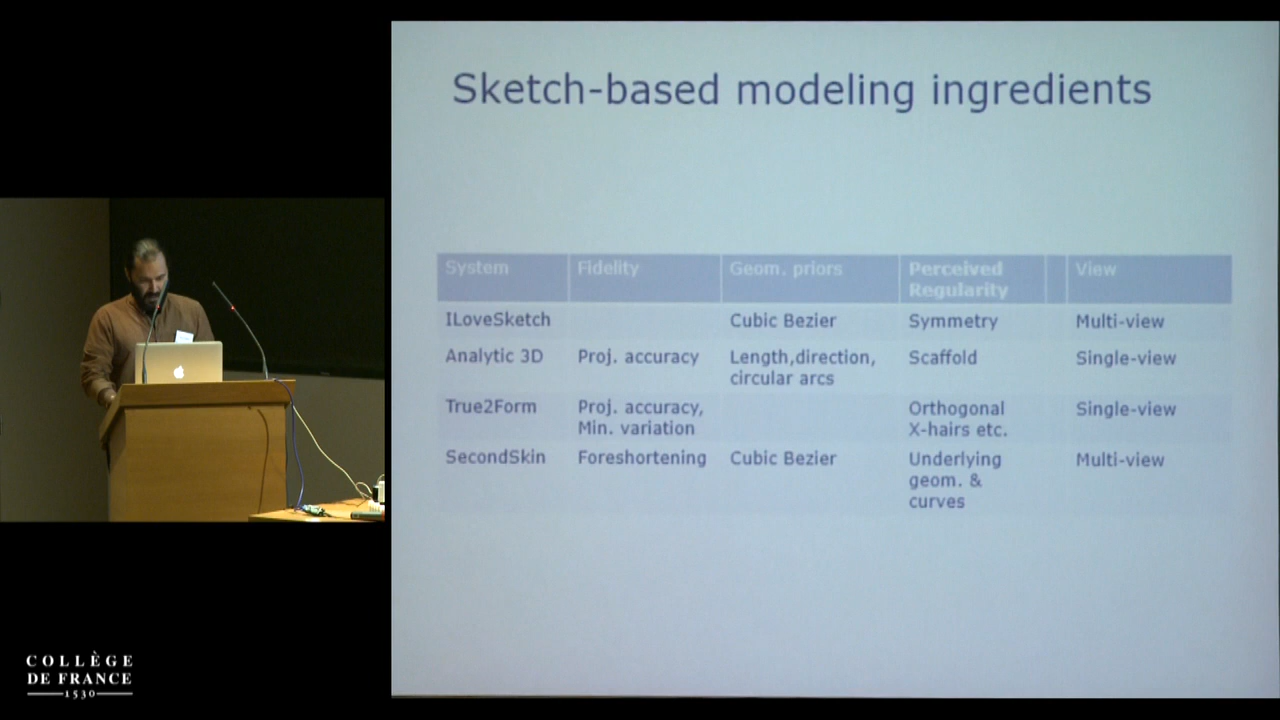 Sketch-based modeling ingredients
System Fidelity Geom. priors Perceived Regularity View
ILoveSketch Cubic Bezier Symmetry Multi-view
Analytic 3D Proj. accuracy Length,direction, circular arcs Scaffold Single-view
True2Form Proj. accuracy, Min. variation Orthogonal X-hairs etc. Single-view
SecondSkin Foreshortening Cubic Bezier Underlying geom. & curves Multi-view
COLLÈGE
DE FRANCE
1530